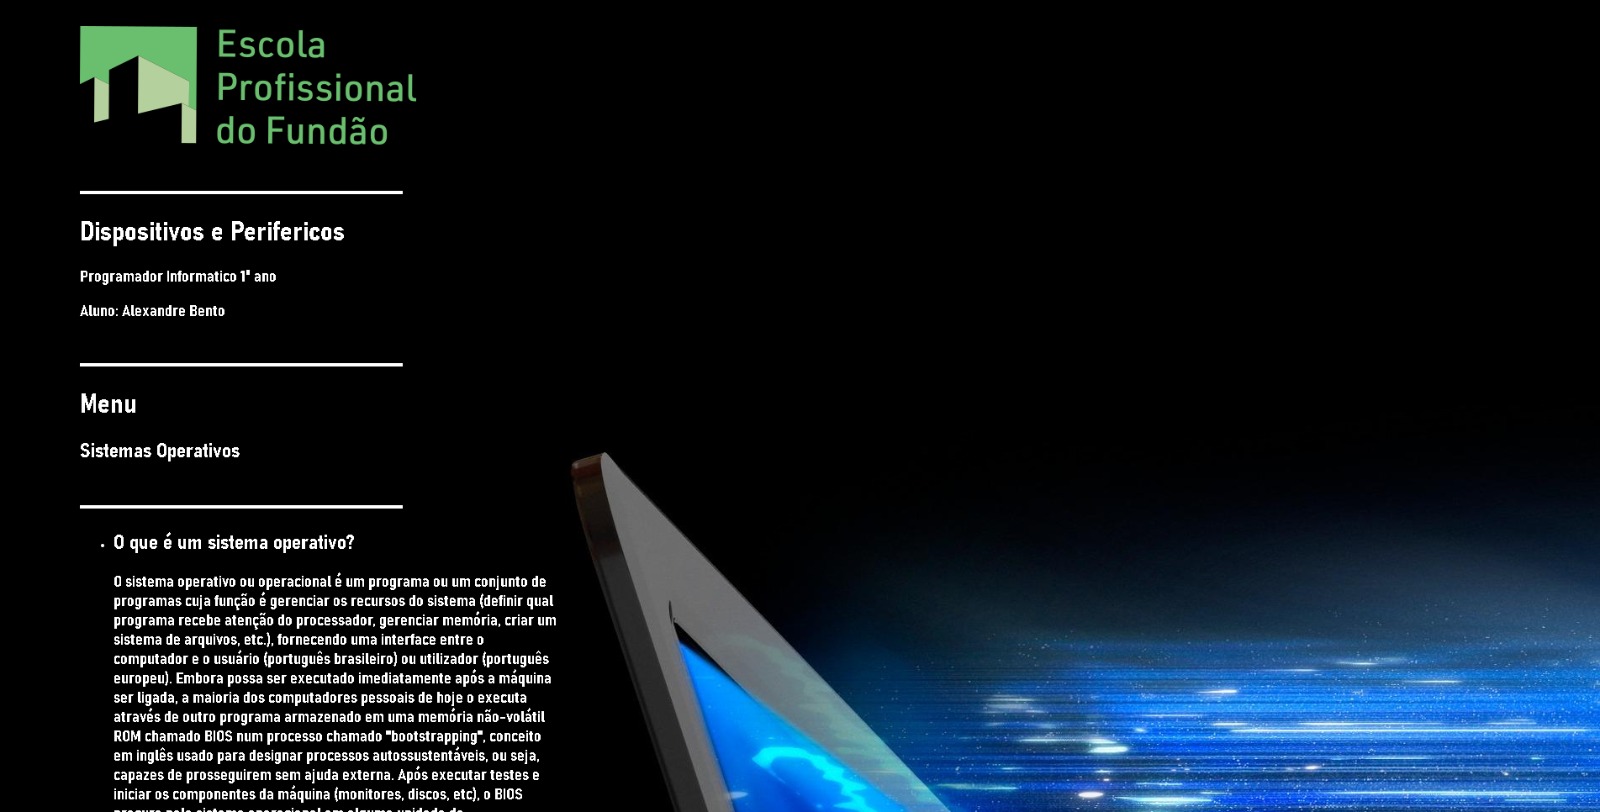 Escola
Profissional
do Fundão
Dispositivos e Perifericos
Programador Informatico 1º ano
Aluno: Alexandre Bento
Menu
Sistemas Operativos
• O que é um sistema operativo?
O sistema operativo ou operacional é um programa ou um conjunto de
programas cuja função é gerenciar os recursos do sistema (definir qual
programa recebe atenção do processador, gerenciar memória, criar um
sistema de arquivos, etc.), fornecendo uma interface entre o
computador e o usuário (português brasileiro) ou utilizador (português
europeu). Embora possa ser executado imediatamente após a máquina
ser ligada, a maioria dos computadores pessoais de hoje o executa
através de outro programa armazenado em uma memória não-volátil
ROM chamado BIOS num processo chamado "bootstrapping", conceito
em inglês usado para designar processos autossustentáveis, ou seja,
capazes de prosseguirem sem ajuda externa. Após executar testes e
iniciar os componentes da máquina (monitores, discos, etc), o BIOS